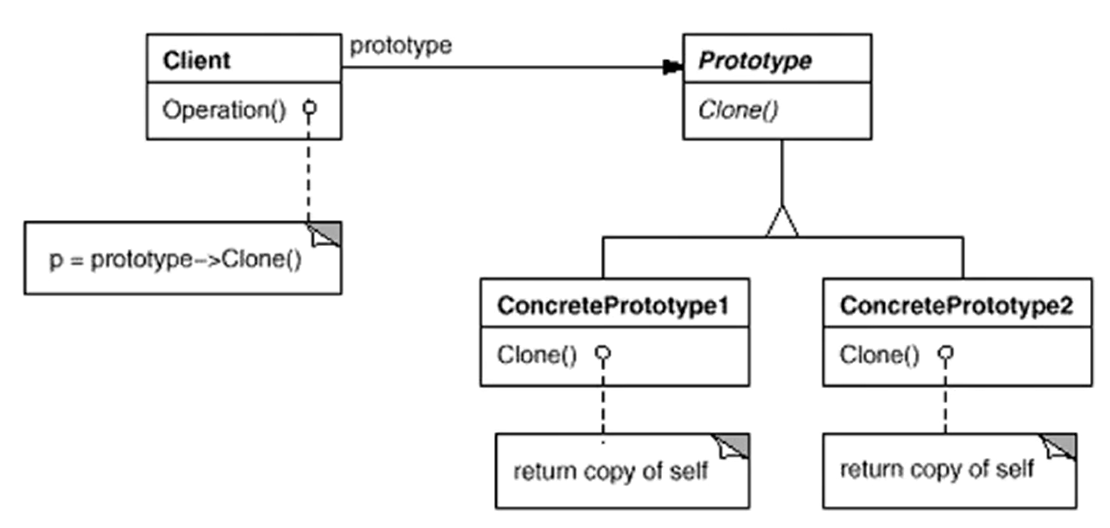 Client
prototype
Prototype
Operation()
Clone()
p = prototype–>Clone()
ConcretePrototype1
ConcretePrototype2
Clone()
Clone()
return copy of self
return copy of self